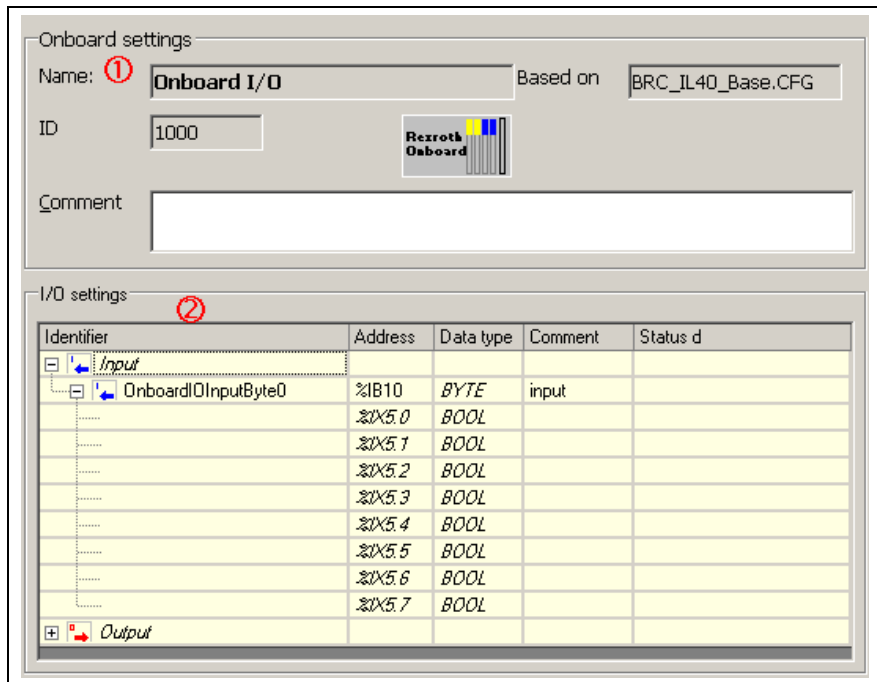 Onboard settings
Name: ① Onboard I/O Based on BRC_IL40_Base.CFG
ID 1000 Rexroth
Onboard
Comment
I/O settings
②
Identifier Address Data type Comment Status d
Input
OnboardIOInputByte0 %IB10 BYTE input
%IX5.0 BOOL
%IX5.1 BOOL
%IX5.2 BOOL
%IX5.3 BOOL
%IX5.4 BOOL
%IX5.5 BOOL
%IX5.6 BOOL
%IX5.7 BOOL
Output